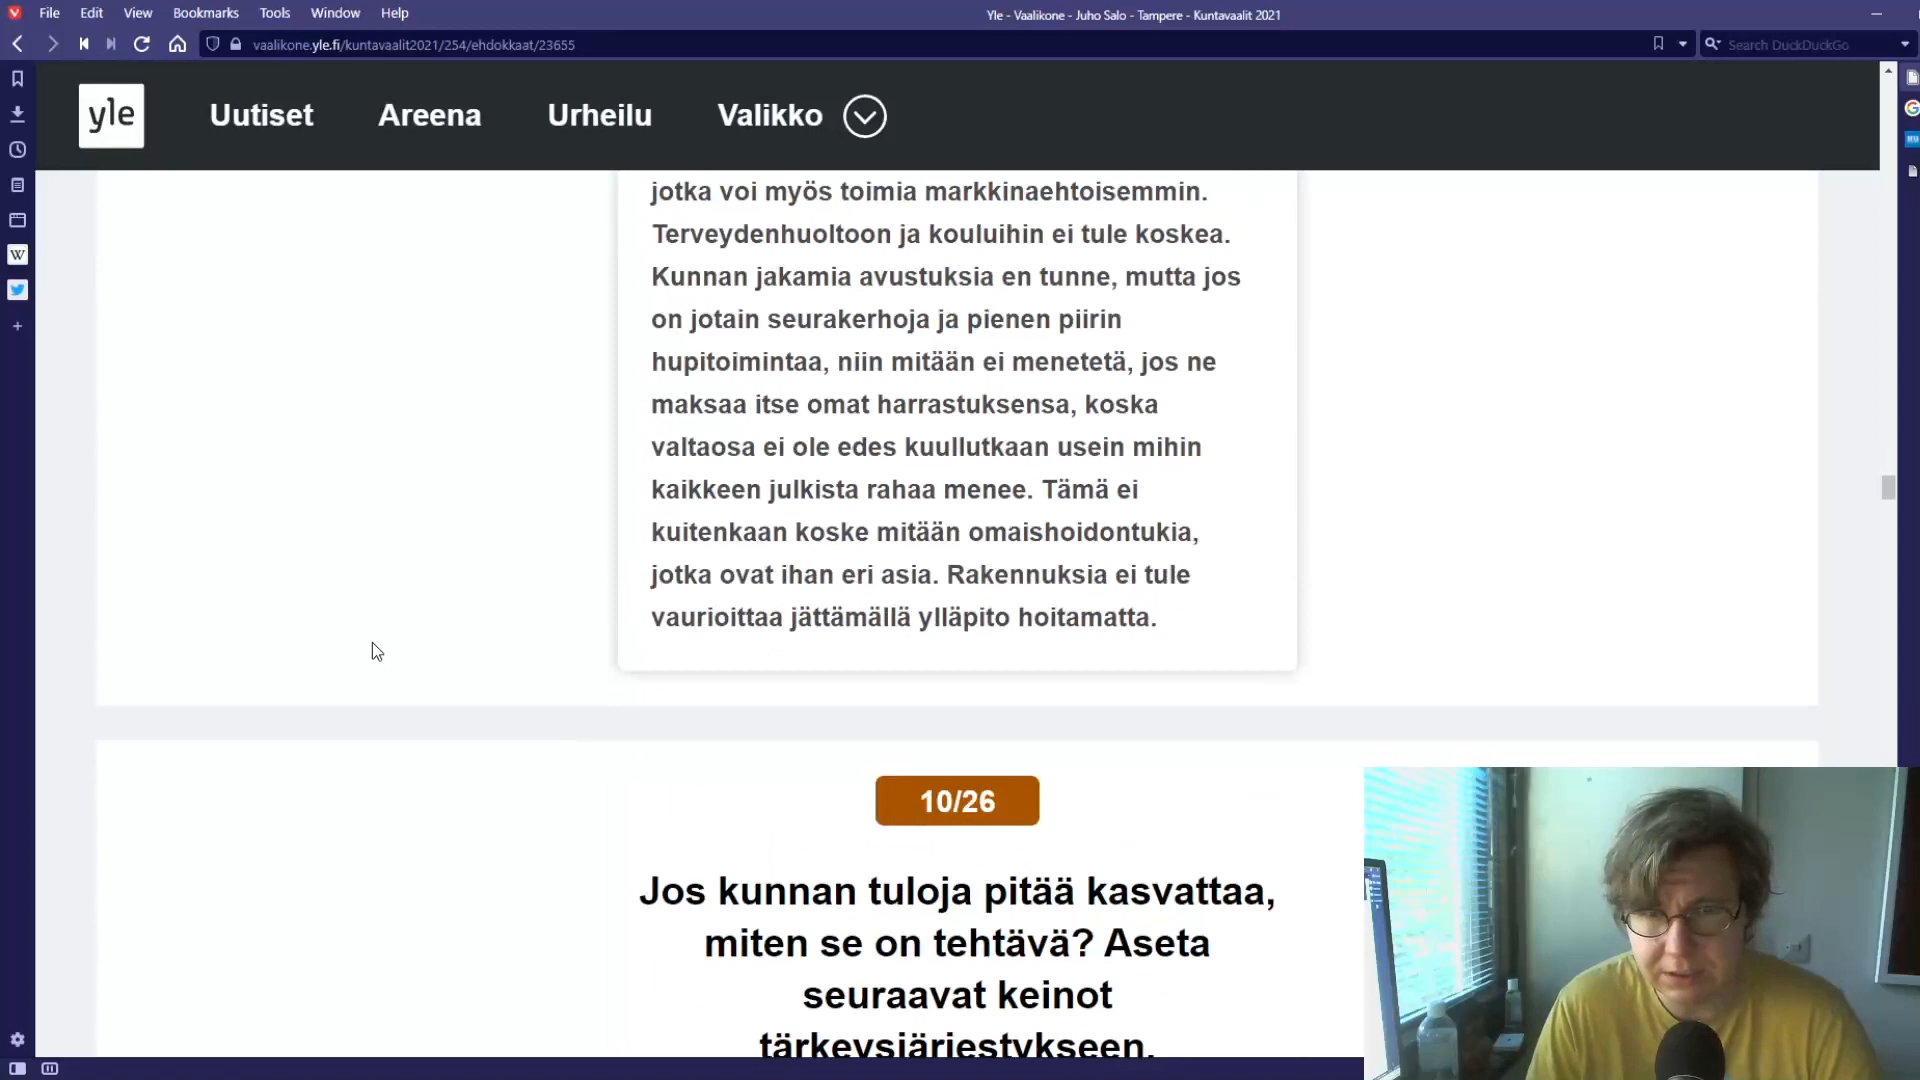 File Edit View Bookmarks Tools Window Help
Yle - Vaalikone - Juho Salo - Tampere - Kuntavaalit 2021
vaalikone.yle.fi/kuntavaalit2021/254/ehdokkaat/23655
Search DuckDuckGo
yle Uutiset Areena Urheilu Valikko
jotka voi myös toimia markkinaehtoisemmin.
Terveydenhuoltoon ja kouluihin ei tule koskea.
Kunnan jakamia avustuksia en tunne, mutta jos
on jotain seurakerhoja ja pienen piirin
hupitoimintaa, niin mitään ei menetetä, jos ne
maksaa itse omat harrastuksensa, koska
valtaosa ei ole edes kuullutkaan usein mihin
kaikkeen julkista rahaa menee. Tämä ei
kuitenkaan koske mitään omaishoidontukia,
jotka ovat ihan eri asia. Rakennuksia ei tule
vaurioittaa jättämällä ylläpito hoitamatta.
10/26
Jos kunnan tuloja pitää kasvattaa,
miten se on tehtävä? Aseta
seuraavat keinot
tärkeysjärjestykseen.
W